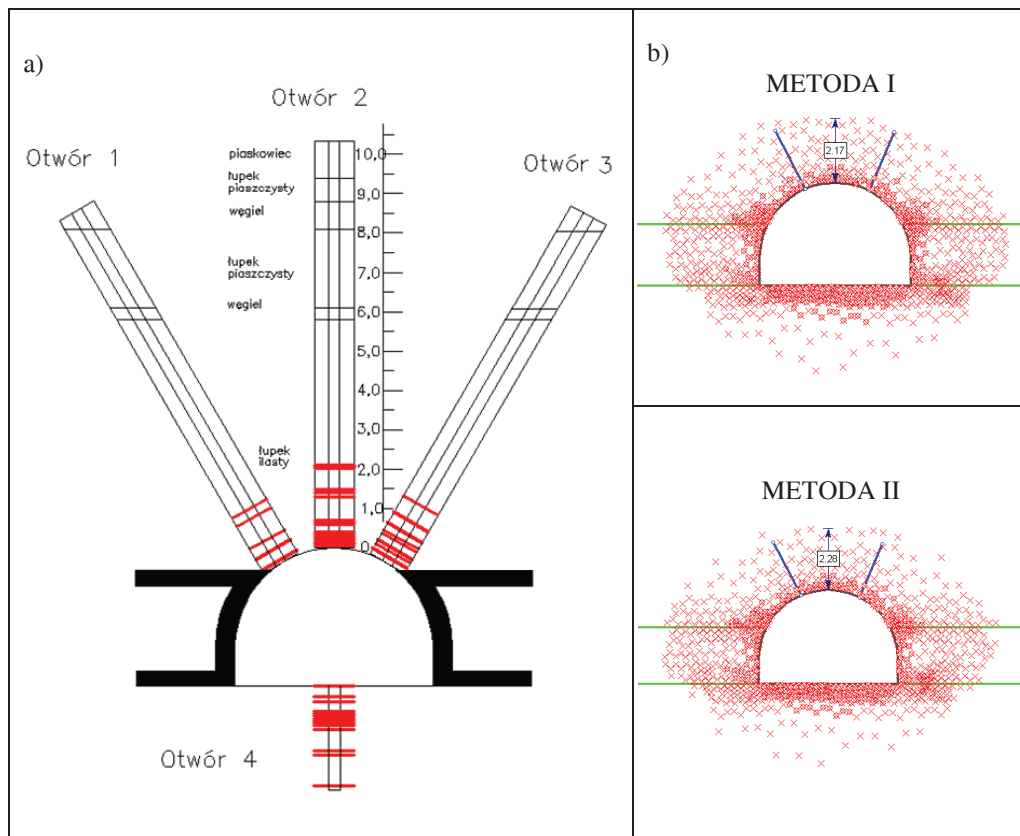 a)
Otwór 1
Otwór 2
Otwór 3
piaskowiec
łupek
piaszczysty
węgiel
łupek
piaszczysty
węgiel
łupek
ilasty
10,0
9,0
8,0
7,0
6,0
5,0
4,0
3,0
2,0
1,0
0
Otwór 4
b)
METODA I
2.17
METODA II
2.28